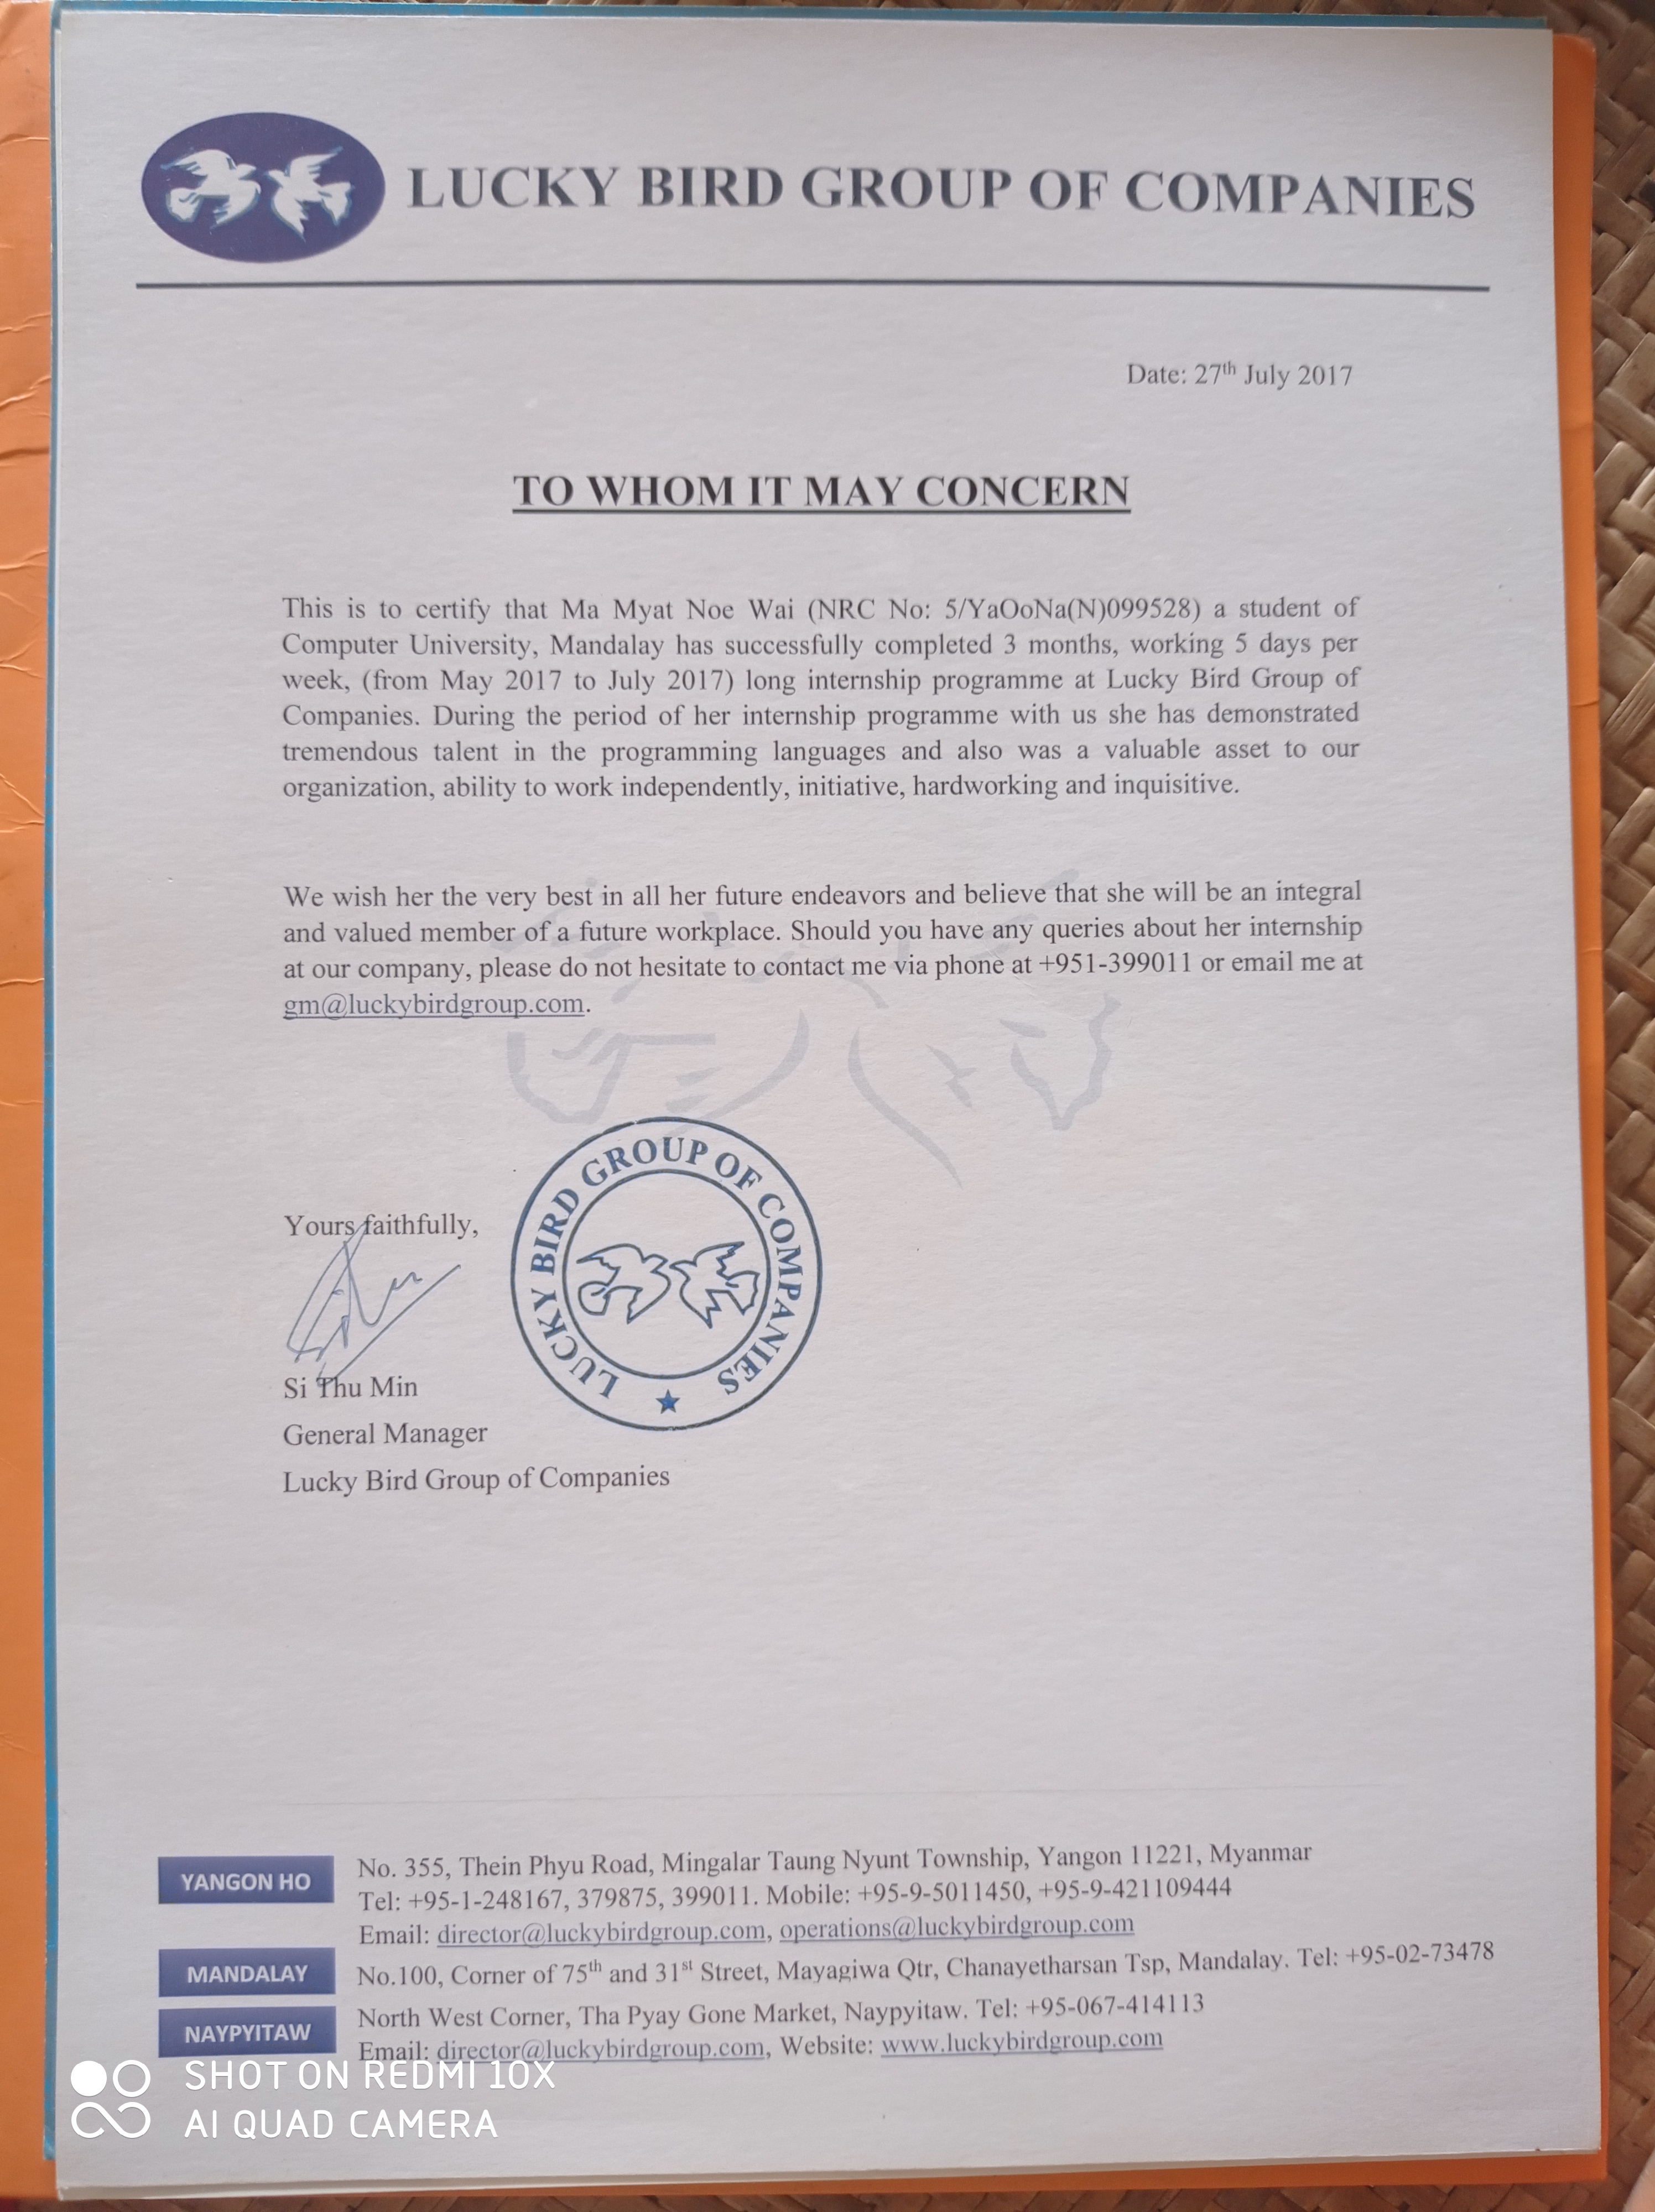 LUCKY BIRD GROUP OF COMPANIES
Date: 27th July 2017
TO WHOM IT MAY CONCERN
This is to certify that Ma Myat Noe Wai (NRC No: 5/YaOoNa(N)099528) a student of
Computer University, Mandalay has successfully completed 3 months, working 5 days per
week, (from May 2017 to July 2017) long internship programme at Lucky Bird Group of
Companies. During the period of her internship programme with us she has demonstrated
tremendous talent in the programming languages and also was a valuable asset to our
organization, ability to work independently, initiative, hardworking and inquisitive.
We wish her the very best in all her future endeavors and believe that she will be an integral
and valued member of a future workplace. Should you have any queries about her internship
at our company, please do not hesitate to contact me via phone at +951-399011 or email me at
gm@luckybirdgroup.com.
Yours faithfully,
LUCKY BIRD GROUP OF COMPANIES
Si Thu Min
General Manager
Lucky Bird Group of Companies
YANGON HO
No. 355, Thein Phyu Road, Mingalar Taung Nyunt Township, Yangon 11221, Myanmar
Tel: +95-1-248167, 379875, 399011. Mobile: +95-9-5011450, +95-9-421109444
Email: director@luckybirdgroup.com, operations@luckybirdgroup.com
MANDALAY
No.100, Corner of 75th and 31st Street, Mayagiwa Qtr, Chanayetharsan Tsp, Mandalay. Tel: +95-02-73478
NAYPYITAW
North West Corner, Tha Pyay Gone Market, Naypyitaw. Tel: +95-067-414113
Email: director@luckybirdgroup.com, Website: www.luckybirdgroup.com
SHOT ON REDMI 10X
AI QUAD CAMERA